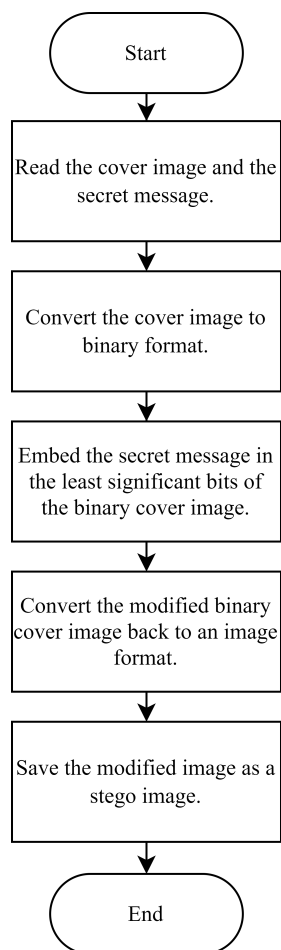 Start
Read the cover image and the
secret message.
Convert the cover image to
binary format.
Embed the secret message in
the least significant bits of
the binary cover image.
Convert the modified binary
cover image back to an image
format.
Save the modified image as a
stego image.
End